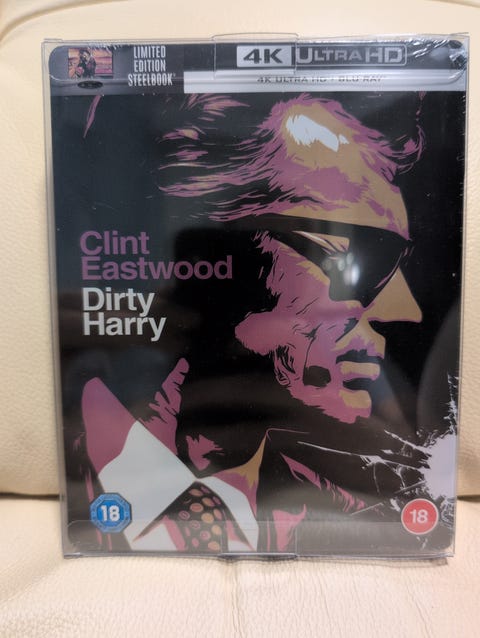 LIMITED
EDITION
STEELBOOK
4K ULTRA HD
4K ULTRA HD + BLU-RAY
Clint
Eastwood
Dirty
Harry
18
18